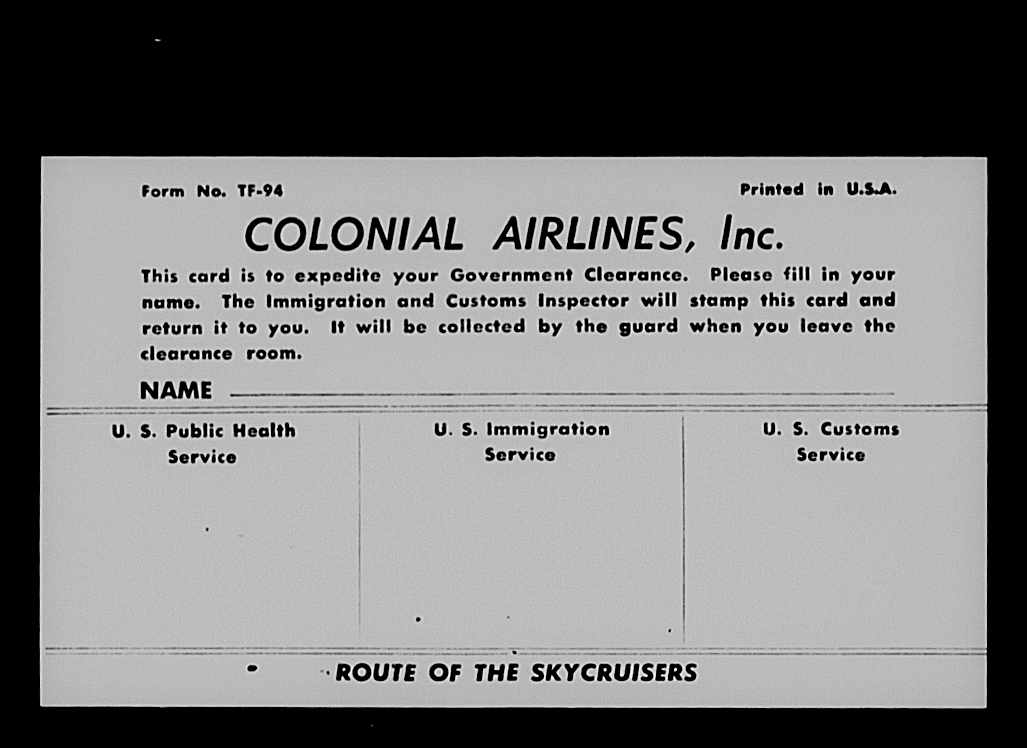 Form No. TF-94 Printed in U.S.A.
COLONIAL AIRLINES, Inc.
This card is to expedite your Government Clearance. Please fill in your
name. The Immigration and Customs Inspector will stamp this card and
return it to you. It will be collected by the guard when you leave the
clearance room.
NAME
U. S. Public Health
Service
U. S. Immigration
Service
U. S. Customs
Service
ROUTE OF THE SKYCRUISERS